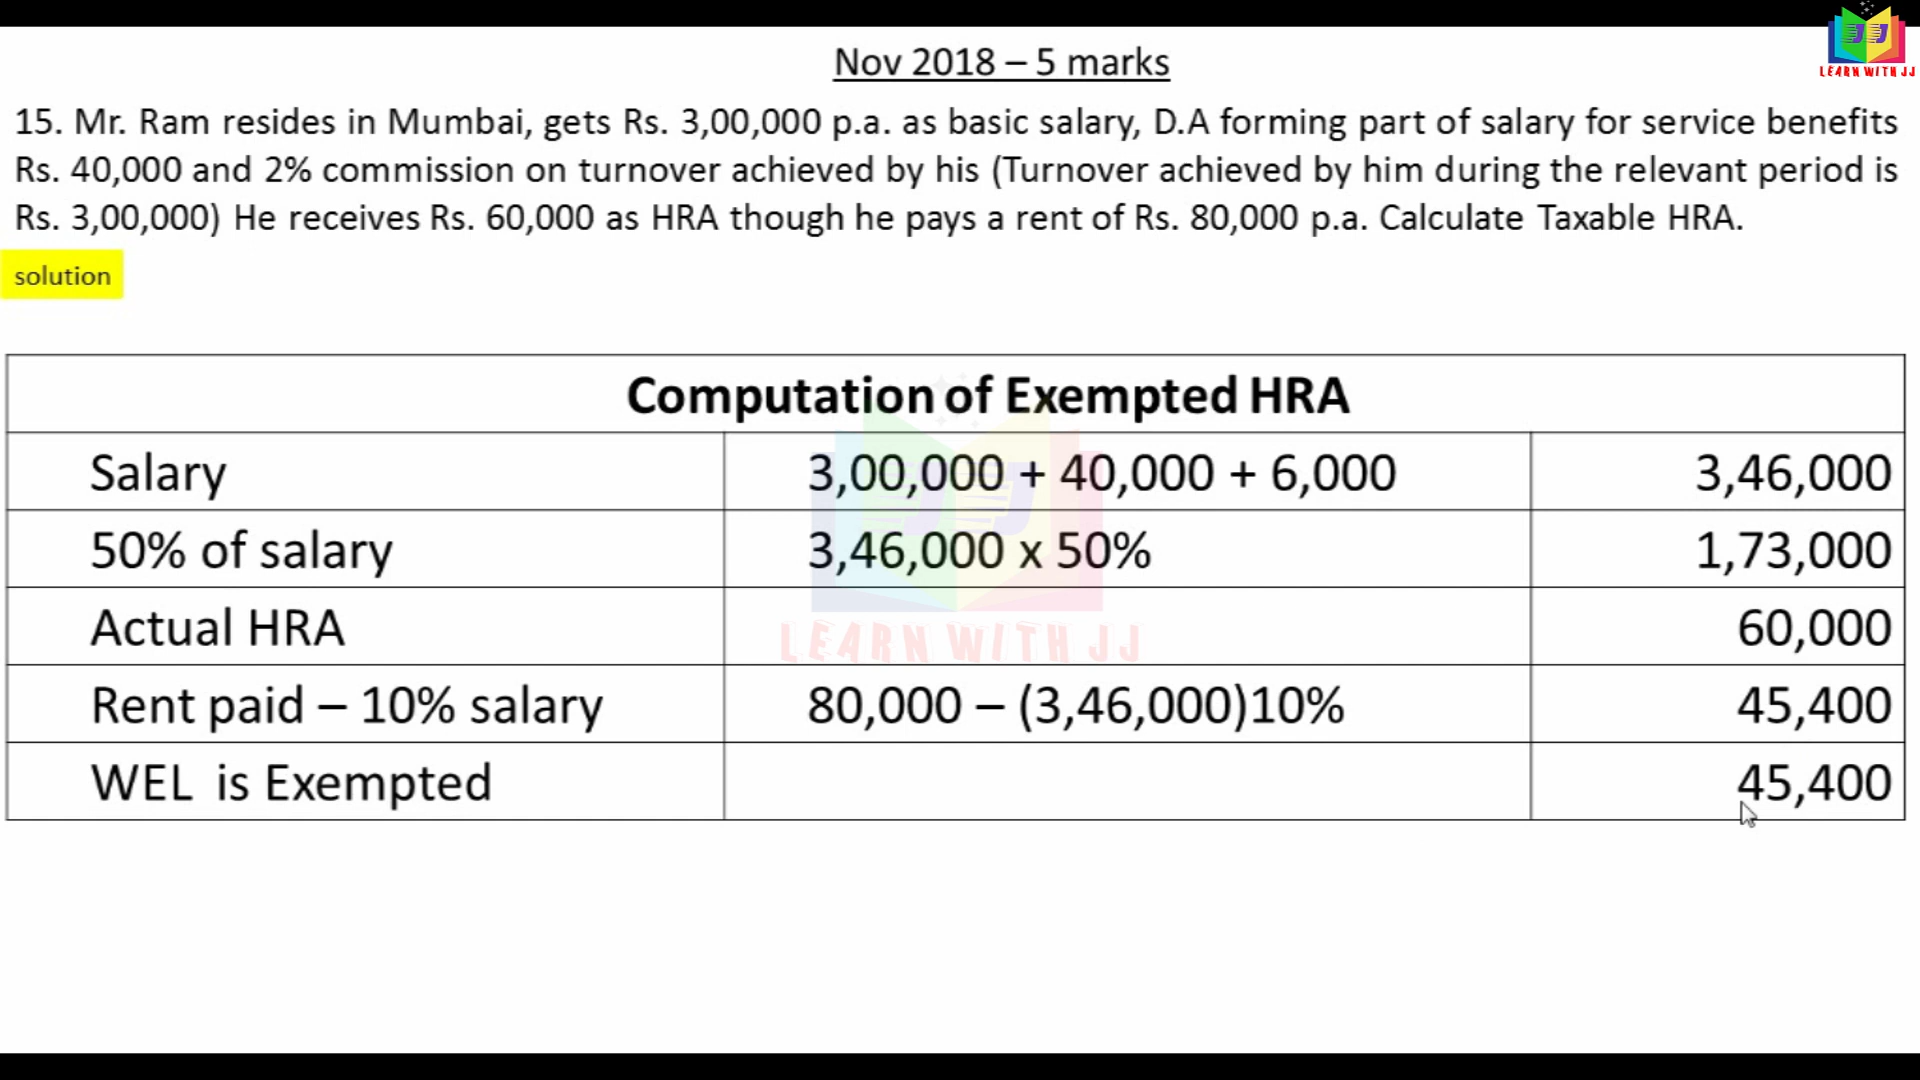 Nov 2018 – 5 marks
LEARN WITH JJ
15. Mr. Ram resides in Mumbai, gets Rs. 3,00,000 p.a. as basic salary, D.A forming part of salary for service benefits
Rs. 40,000 and 2% commission on turnover achieved by his (Turnover achieved by him during the relevant period is
Rs. 3,00,000) He receives Rs. 60,000 as HRA though he pays a rent of Rs. 80,000 p.a. Calculate Taxable HRA.
solution
Computation of Exempted HRA
Salary 3,00,000 + 40,000 + 6,000 3,46,000
50% of salary 3,46,000 x 50% 1,73,000
Actual HRA 60,000
LEARN WITH JJ
Rent paid – 10% salary 80,000 – (3,46,000)10% 45,400
WEL is Exempted 45,400